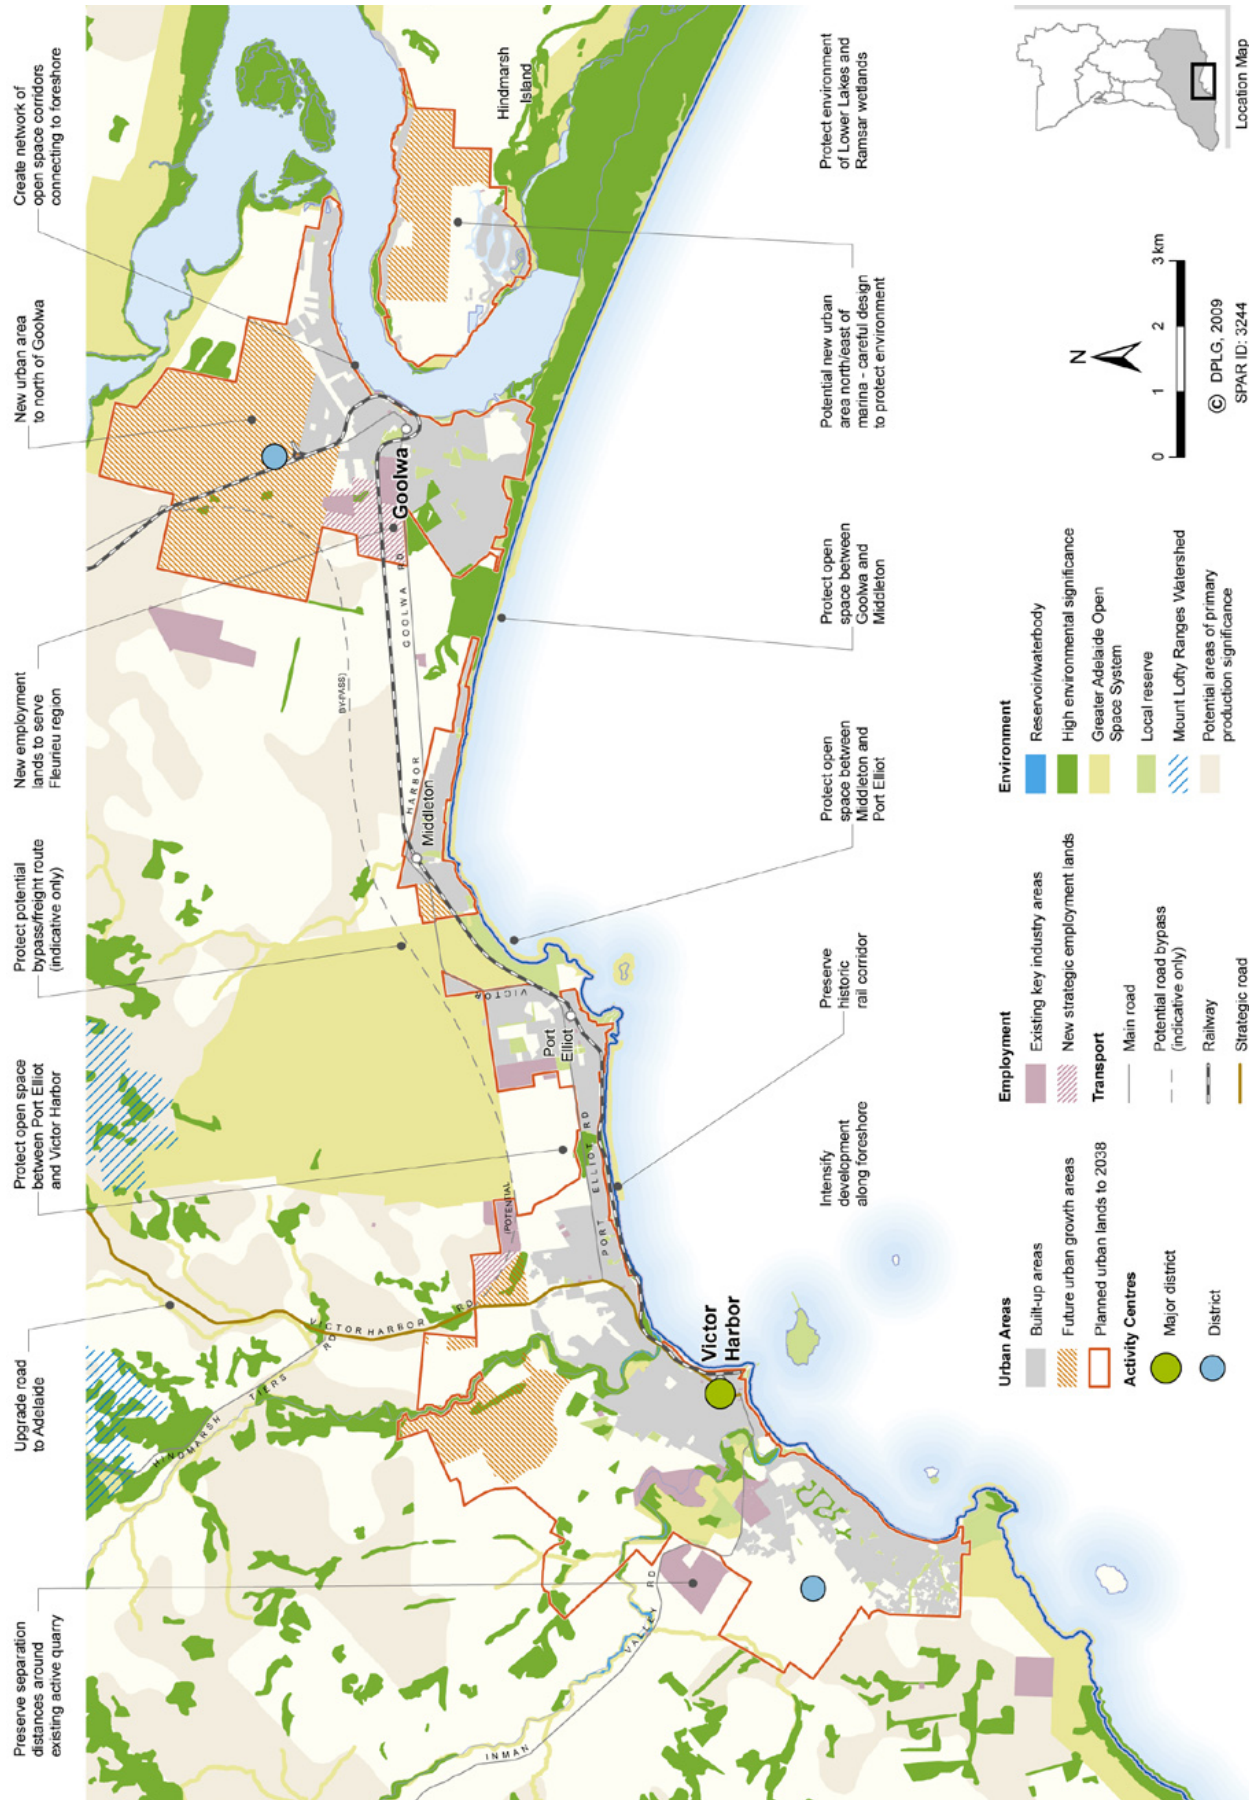 Preserve separation
distances around
existing active quarry
Upgrade road
to Adelaide
Protect open space
between Port Elliot
and Victor Harbor
Protect potential
bypass/freight route
(indicative only)
New employment
lands to serve
Fleurieu region
New urban area
to north of Goolwa
Create network of
open space corridors
connecting to foreshore
HINDMARSH TIERS RD
VICTOR HARBOR RD
(POTENTIAL
BY-PASS)
INMAN VALLEY RD
PORT ELLIOT RD
VICTOR HARBOR
GOOLWA RD
Victor
Harbor
Port
Elliot
Middleton
Goolwa
Hindmarsh
Island
Intensify
development
along foreshore
Preserve
historic
rail corridor
Protect open
space between
Middleton and
Port Elliot
Protect open
space between
Goolwa and
Middleton
Potential new urban
area north/east of
marina - careful design
to protect environment
Protect environment
of Lower Lakes and
Ramsar wetlands
Urban Areas
Built-up areas
Future urban growth areas
Planned urban lands to 2038
Activity Centres
Major district
District
Employment
Existing key industry areas
New strategic employment lands
Transport
Main road
Potential road bypass
(indicative only)
Railway
Strategic road
Environment
Reservoir/waterbody
High environmental significance
Greater Adelaide Open
Space System
Local reserve
Mount Lofty Ranges Watershed
Potential areas of primary
production significance
N
0 1 2 3 km
© DPLG, 2009
SPAR ID: 3244
Location Map